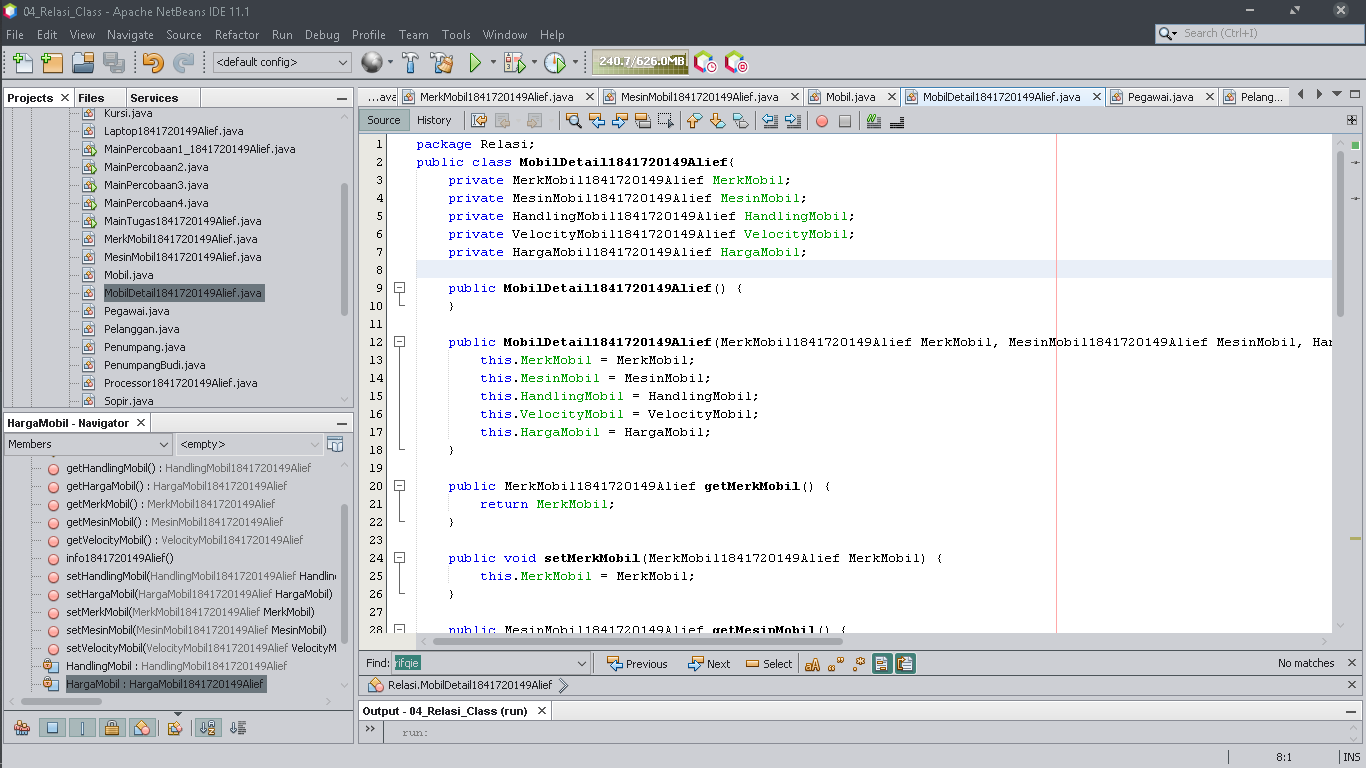 04_Relasi_Class - Apache NetBeans IDE 11.1
File Edit View Navigate Source Refactor Run Debug Profile Team Tools Window Help
Search (Ctrl+I)
<default config>
240.7/626.0MB
Projects Files Services
Kursi.java
Laptop1841720149Alief.java
MainPercobaan1_1841720149Alief.java
MainPercobaan2.java
MainPercobaan3.java
MainPercobaan4.java
MainTugas1841720149Alief.java
MerkMobil1841720149Alief.java
MesinMobil1841720149Alief.java
Mobil.java
MobilDetail1841720149Alief.java
Pegawai.java
Pelanggan.java
Penumpang.java
PenumpangBudi.java
Processor1841720149Alief.java
Sopir.java
HargaMobil - Navigator
Members <empty>
getHandlingMobil() : HandlingMobil1841720149Alief
getHargaMobil() : HargaMobil1841720149Alief
getMerkMobil() : MerkMobil1841720149Alief
getMesinMobil() : MesinMobil1841720149Alief
getVelocityMobil() : VelocityMobil1841720149Alief
info1841720149Alief()
setHandlingMobil(HandlingMobil1841720149Alief Handlin
setHargaMobil(HargaMobil1841720149Alief HargaMobil)
setMerkMobil(MerkMobil1841720149Alief MerkMobil)
setMesinMobil(MesinMobil1841720149Alief MesinMobil)
setVelocityMobil(VelocityMobil1841720149Alief VelocityM
HandlingMobil : HandlingMobil1841720149Alief
HargaMobil : HargaMobil1841720149Alief
...ava MerkMobil1841720149Alief.java MesinMobil1841720149Alief.java Mobil.java MobilDetail1841720149Alief.java Pegawai.java Pelang...
Source History
1 package Relasi;
2 public class MobilDetail1841720149Alief{
3 private MerkMobil1841720149Alief MerkMobil;
4 private MesinMobil1841720149Alief MesinMobil;
5 private HandlingMobil1841720149Alief HandlingMobil;
6 private VelocityMobil1841720149Alief VelocityMobil;
7 private HargaMobil1841720149Alief HargaMobil;
8
9 public MobilDetail1841720149Alief() {
10 }
11
12 public MobilDetail1841720149Alief(MerkMobil1841720149Alief MerkMobil, MesinMobil1841720149Alief MesinMobil, Har
13 this.MerkMobil = MerkMobil;
14 this.MesinMobil = MesinMobil;
15 this.HandlingMobil = HandlingMobil;
16 this.VelocityMobil = VelocityMobil;
17 this.HargaMobil = HargaMobil;
18 }
19
20 public MerkMobil1841720149Alief getMerkMobil() {
21 return MerkMobil;
22 }
23
24 public void setMerkMobil(MerkMobil1841720149Alief MerkMobil) {
25 this.MerkMobil = MerkMobil;
26 }
27
28 public MesinMobil1841720149Alief getMesinMobil() {
Find: rifqie Previous Next Select aA No matches
Relasi.MobilDetail1841720149Alief
Output - 04_Relasi_Class (run)
run:
8:1 INS